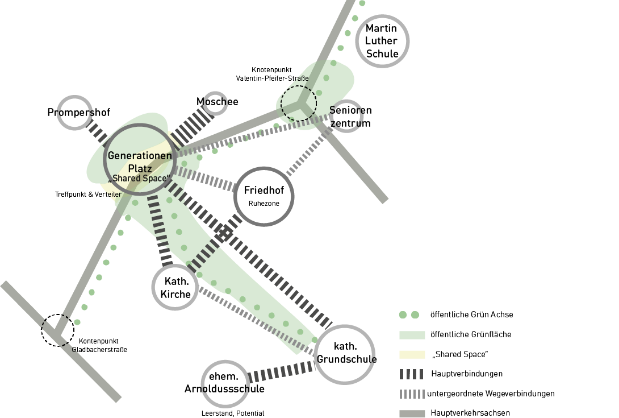 Martin
Luther
Schule
Knotenpunkt
Valentin-Pfeifer-Straße
Moschee
Senioren
zentrum
Prompershof
Generationen
Platz
"Shared Space"
Treffpunkt & Verteiler
Friedhof
Ruhezone
Kath.
Kirche
Kontenpunkt
Gladbacherstraße
kath.
Grundschule
ehem.
Arnoldussschule
Leerstand, Potential
öffentliche Grün Achse
öffentliche Grünfläche
„Shared Space"
Hauptverbindungen
untergeordnete Wegeverbindungen
Hauptverkehrsachsen